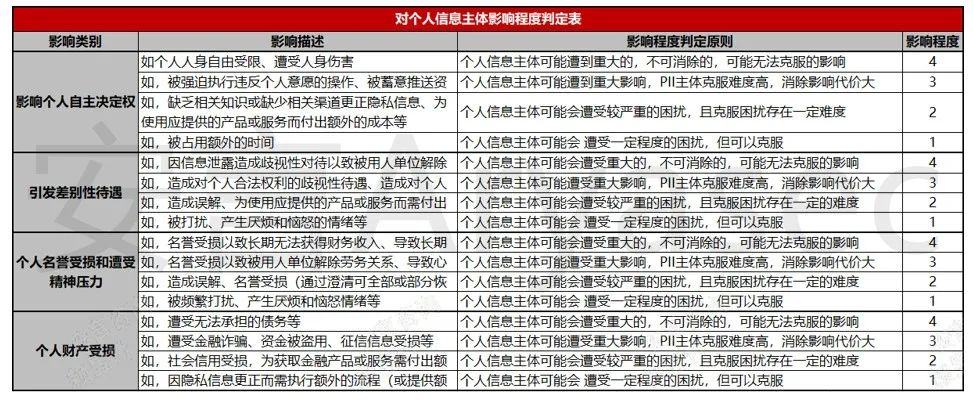 对个人信息主体影响程度判定表
影响类别 影响描述 影响程度判定原则 影响程度
影响个人自主决定权
如个人人身自由受限、遭受人身伤害 个人信息主体可能遭到重大的，不可消除的，可能无法克服的影响 4
如，被强迫执行违反个人意愿的操作、被蓄意推送资 个人信息主体可能遭到重大影响，PII主体克服难度高，消除影响代价大 3
如，缺乏相关知识或缺少相关渠道更正隐私信息、为
使用应提供的产品或服务而付出额外的成本等 个人信息主体可能会遭受较严重的困扰，且克服困扰存在一定难度 2
如，被占用额外的时间 个人信息主体可能会 遭受一定程度的困扰，但可以克服 1
引发差别性待遇
如，因信息泄露造成歧视性对待以致被用人单位解除 个人信息主体可能会遭受重大的，不可消除的，可能无法克服的影响 4
如，造成对个人合法权利的歧视性待遇、造成对个人 个人信息主体可能遭受重大影响，PII主体克服难度高，消除影响代价大 3
如，造成误解、为使用应提供的产品或服务而需付出 个人信息主体可能会遭受较严重的困扰，且克服困扰存在一定的难度 2
如，被打扰、产生厌烦和恼怒的情绪等 个人信息主体可能会 遭受一定程度的困扰，但可以克服 1
个人名誉受损和遭受
精神压力
如，名誉受损以致长期无法获得财务收入、导致长期 个人信息主体可能会遭受重大的，不可消除的，可能无法克服的影响 4
如，名誉受损以致被用人单位解除劳务关系、导致心 个人信息主体可能遭受重大影响，PII主体克服难度高，消除影响代价大 3
如，造成误解、名誉受损（通过澄清可全部或部分恢 个人信息主体可能会遭受较严重的困扰，且克服困扰存在一定的难度 2
如，被频繁打扰、产生厌烦和恼怒情绪等 个人信息主体可能会 遭受一定程度的困扰，但可以克服 1
个人财产受损
如，遭受无法承担的债务等 个人信息主体可能会遭受重大的，不可消除的，可能无法克服的影响 4
如，遭受金融诈骗、资金被盗用、征信信息受损等 个人信息主体可能遭受重大影响，PII主体克服难度高，消除影响代价大 3
如，社会信用受损，为获取金融产品或服务需付出额 个人信息主体可能会遭受较严重的困扰，且克服困扰存在一定的难度 2
如，因隐私信息更正而需执行额外的流程（或提供额 个人信息主体可能会 遭受一定程度的困扰，但可以克服 1